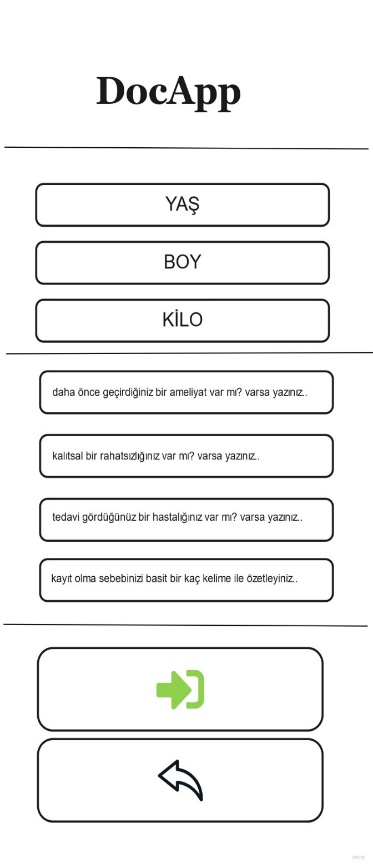 DocApp
YAŞ
BOY
KİLO
daha önce geçirdiğiniz bir ameliyat var mı? varsa yazınız..
kalıtsal bir rahatsızlığınız var mı? varsa yazınız..
tedavi gördüğünüz bir hastalığınız var mı? varsa yazınız..
kayıt olma sebebinizi basit bir kaç kelime ile özetleyiniz..
miro